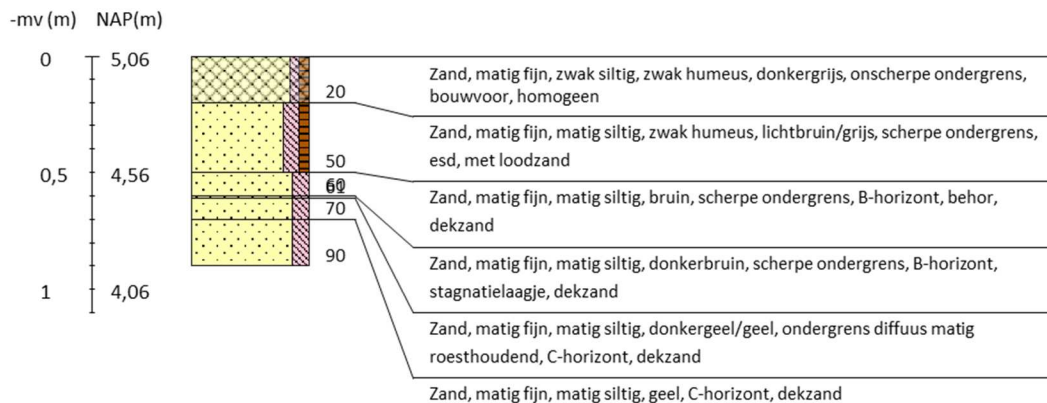 -mv (m) NAP(m)
0 5,06
Zand, matig fijn, zwak siltig, zwak humeus, donkergrijs, onscherpe ondergrens,
bouwvoor, homogeen
20
Zand, matig fijn, matig siltig, zwak humeus, lichtbruin/grijs, scherpe ondergrens,
esd, met loodzand
50
0,5 4,56
60
61
Zand, matig fijn, matig siltig, bruin, scherpe ondergrens, B-horizont, behor,
dekzand
70
90
Zand, matig fijn, matig siltig, donkerbruin, scherpe ondergrens, B-horizont,
stagnatielaagje, dekzand
1 4,06
Zand, matig fijn, matig siltig, donkergeel/geel, ondergrens diffuus matig
roesthoudend, C-horizont, dekzand
Zand, matig fijn, matig siltig, geel, C-horizont, dekzand